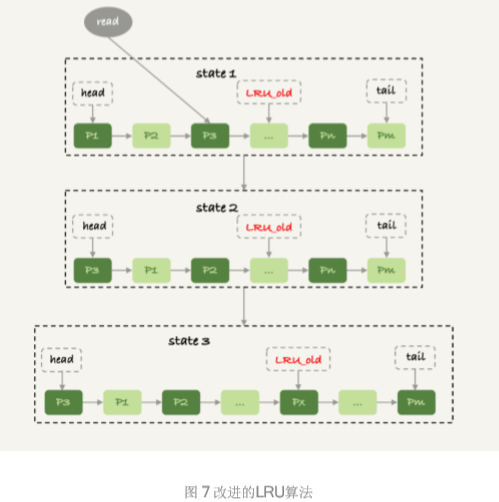 read
state 1
head
LRU_old
tail
P1 P2 P3 ... Pn Pm
state 2
head
LRU_old
tail
P3 P1 P2 ... Pn Pm
state 3
head
LRU_old
tail
P3 P1 P2 ... Px ... Pm
图 7 改进的LRU算法